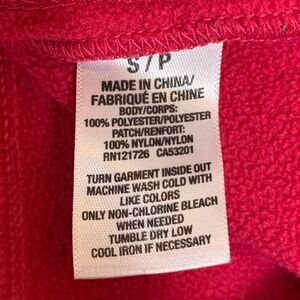 S/P
MADE IN CHINA/
FABRIQUÉ EN CHINE
BODY/CORPS:
100% POLYESTER/POLYESTER
PATCH/RENFORT:
100% NYLON/NYLON
RN121726 CA53201
TURN GARMENT INSIDE OUT
MACHINE WASH COLD WITH
LIKE COLORS
ONLY NON-CHLORINE BLEACH
WHEN NEEDED
TUMBLE DRY LOW
COOL IRON IF NECESSARY